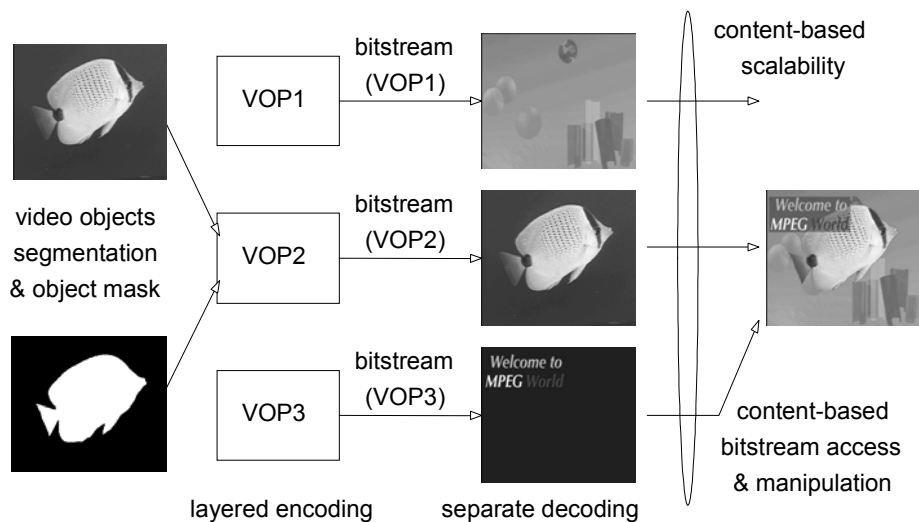 video objects
segmentation
& object mask
VOP1
VOP2
VOP3
layered encoding
bitstream
(VOP1)
bitstream
(VOP2)
bitstream
(VOP3)
Welcome to
MPEG World
separate decoding
content-based
scalability
Welcome to
MPEG World
content-based
bitstream access
& manipulation